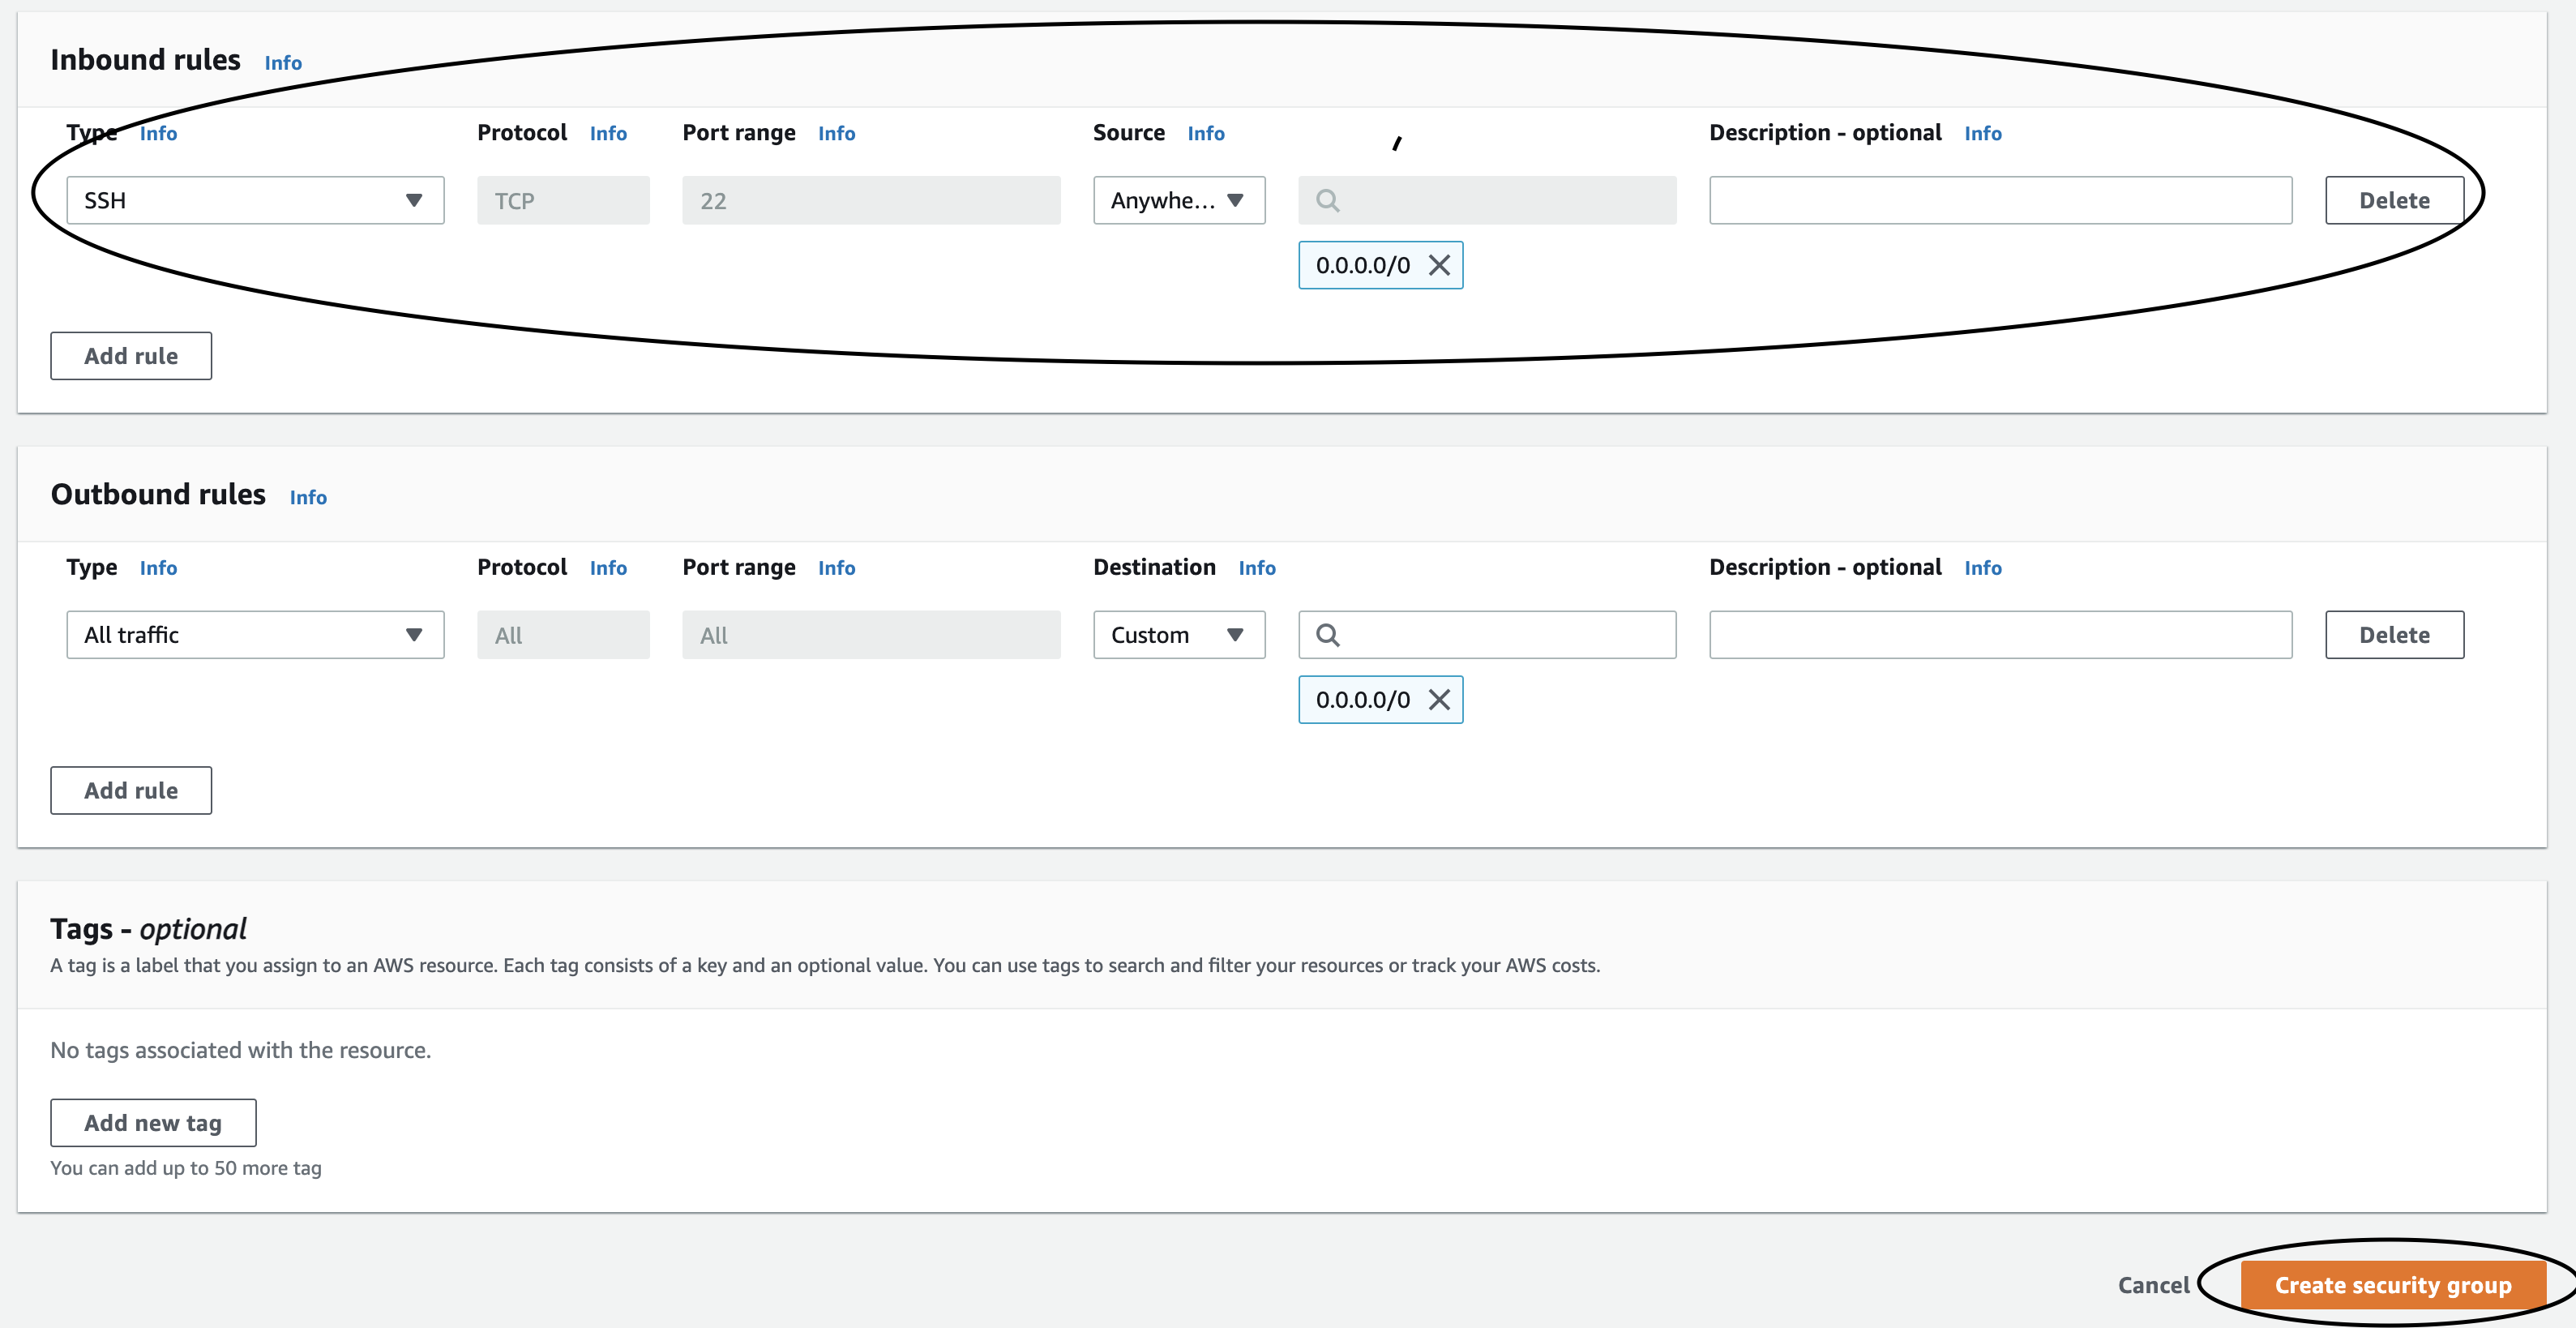 Inbound rules Info
Type Info Protocol Info Port range Info Source Info Description - optional Info
SSH TCP 22 Anywhe... Delete
0.0.0.0/0
Add rule
Outbound rules Info
Type Info Protocol Info Port range Info Destination Info Description - optional Info
All traffic All All Custom Delete
0.0.0.0/0
Add rule
Tags - optional
A tag is a label that you assign to an AWS resource. Each tag consists of a key and an optional value. You can use tags to search and filter your resources or track your AWS costs.
No tags associated with the resource.
Add new tag
You can add up to 50 more tag
Cancel Create security group